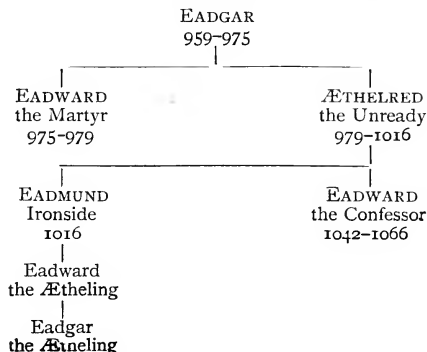 EADGAR
959–975
EADWARD
the Martyr
975–979
ÆTHELRED
the Unready
979–1016
EADMUND
Ironside
1016
EADWARD
the Confessor
1042–1066
Eadward
the Ætheling
Eadgar
the Ætheling